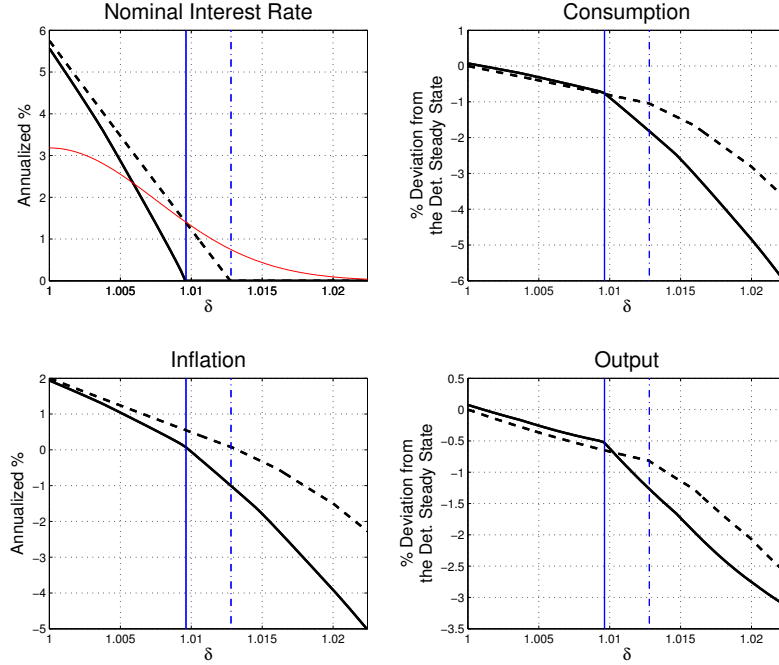 Nominal Interest Rate
Annualized %
6
5
4
3
2
1
0
1 1.005 1.01 1.015 1.02
δ
Consumption
% Deviation from
the Det. Steady State
1
0
−1
−2
−3
−4
−5
−6
1 1.005 1.01 1.015 1.02
δ
Inflation
Annualized %
2
1
0
−1
−2
−3
−4
−5
1 1.005 1.01 1.015 1.02
δ
Output
% Deviation from
the Det. Steady State
0.5
0
−0.5
−1
−1.5
−2
−2.5
−3
−3.5
1 1.005 1.01 1.015 1.02
δ